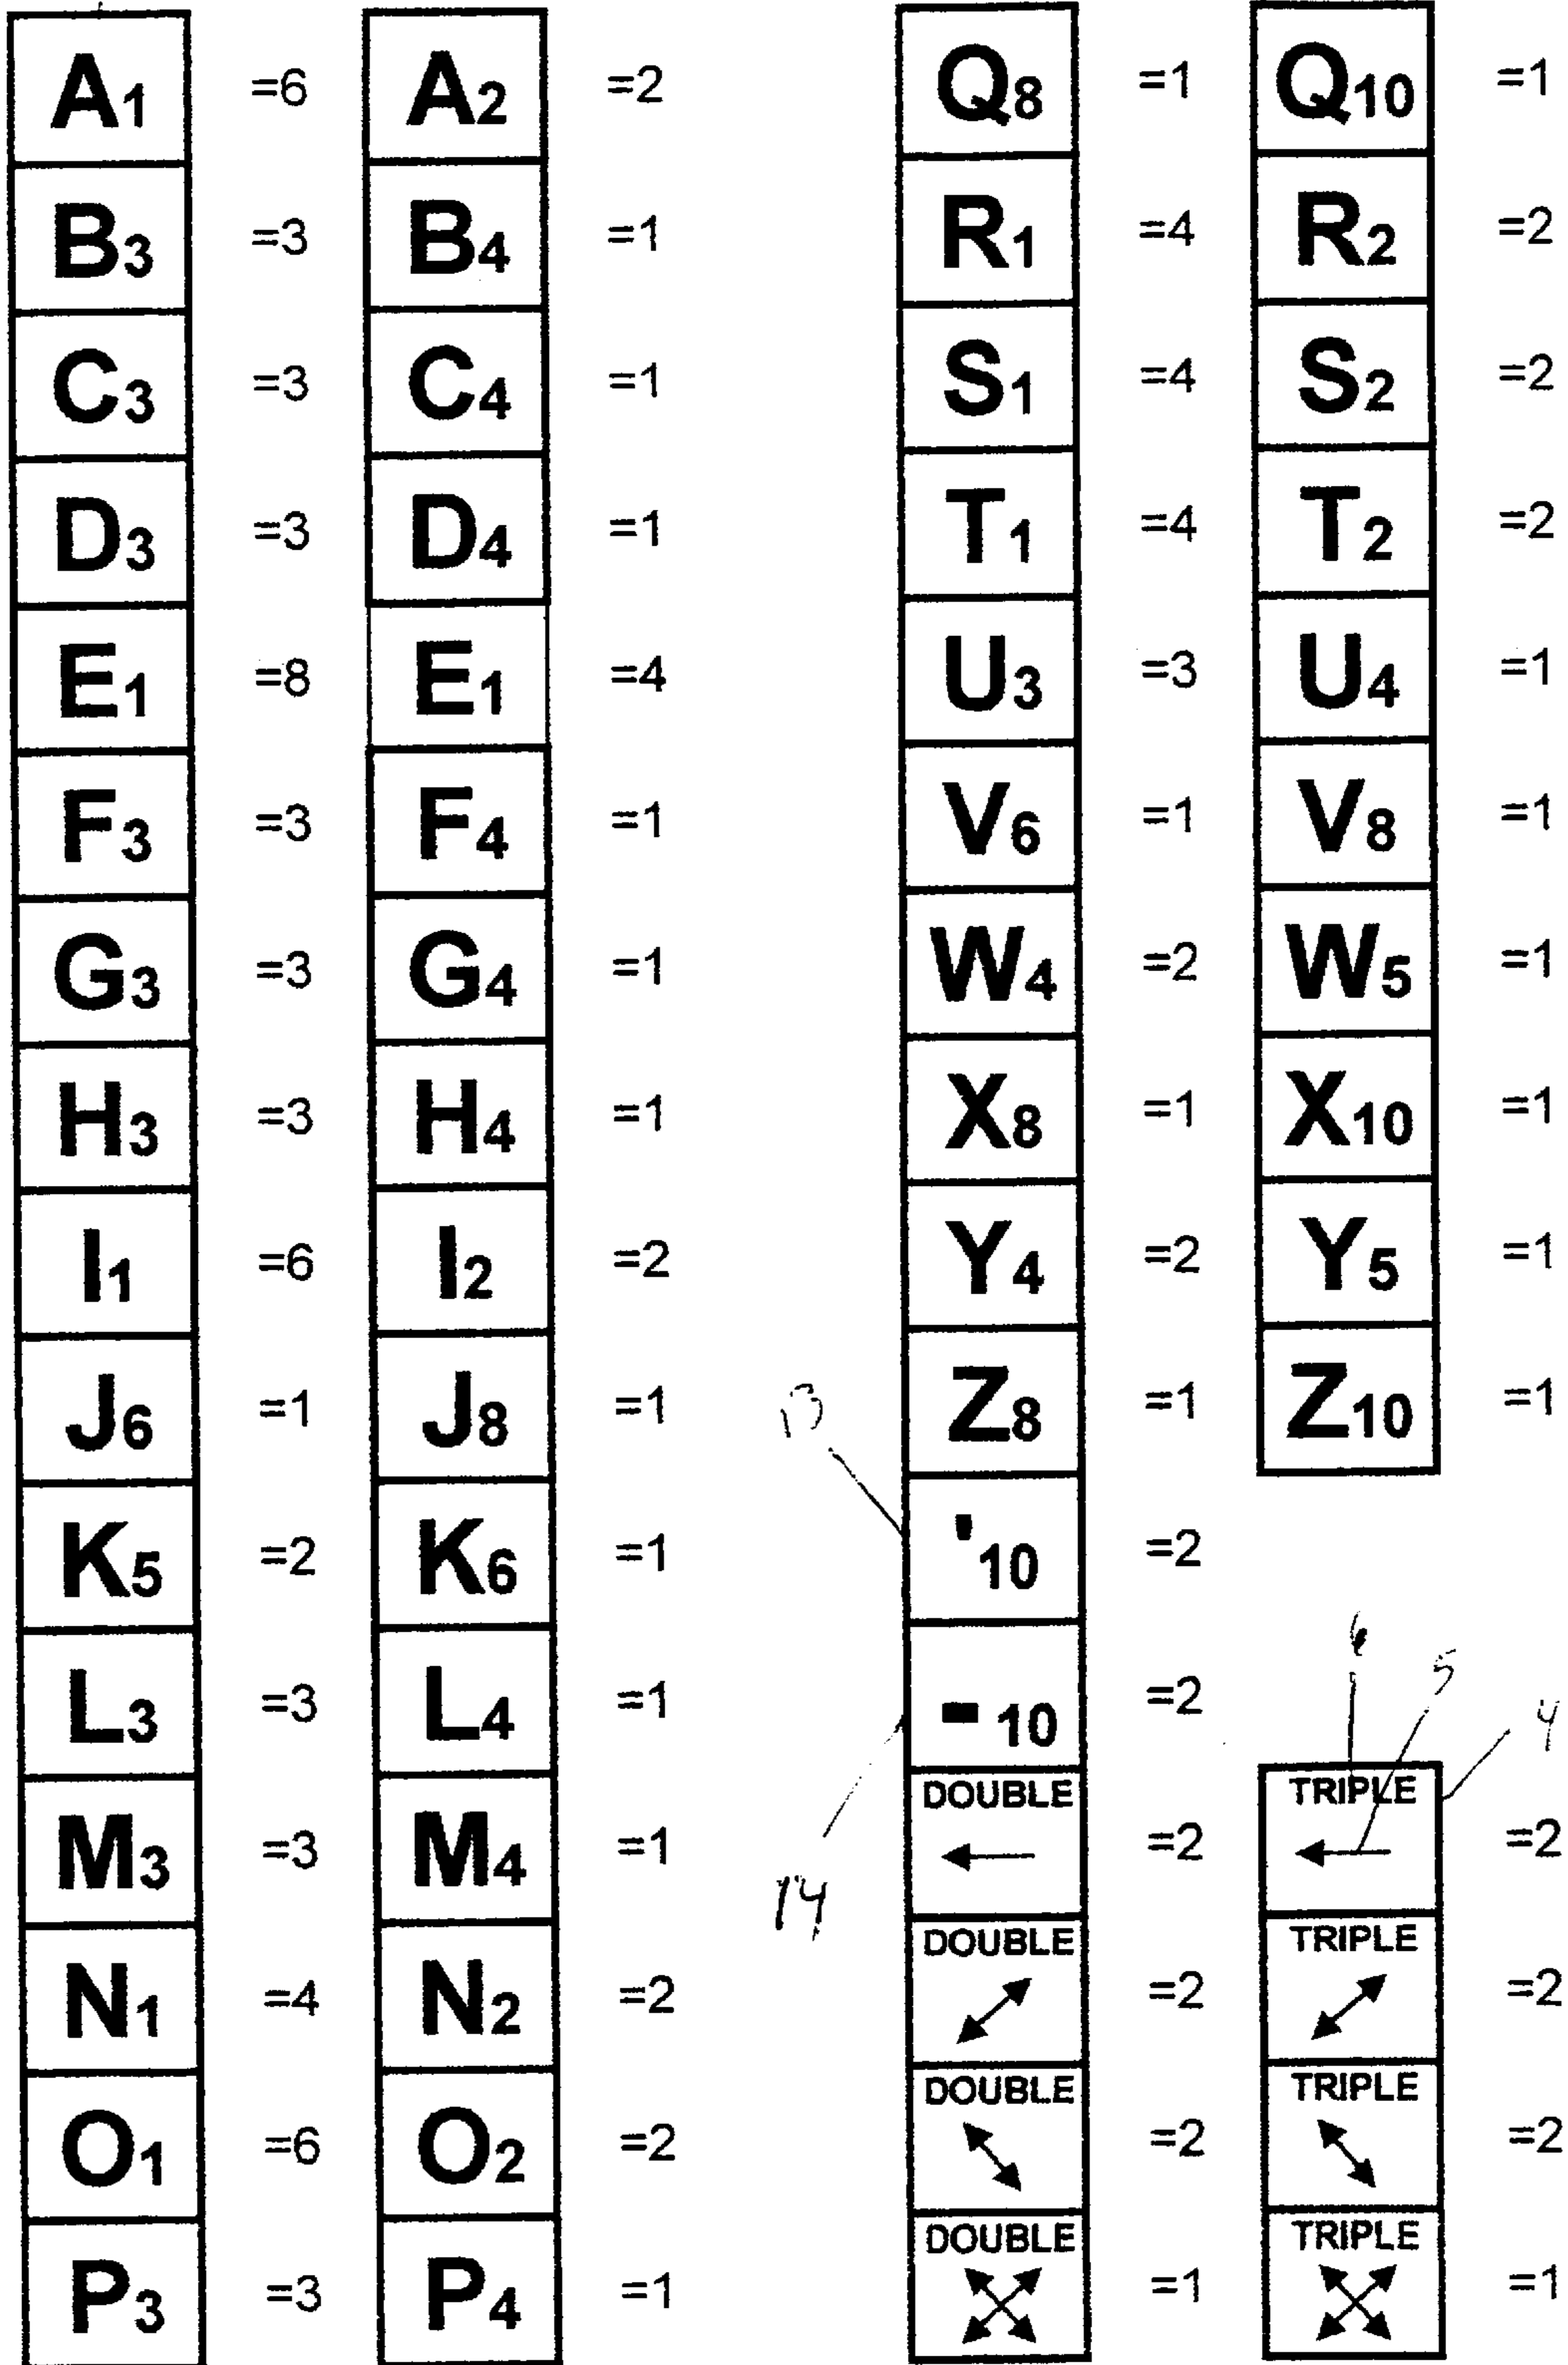 A1 =6 A2 =2 Q8 =1 Q10 =1
B3 =3 B4 =1 R1 =4 R2 =2
C3 =3 C4 =1 S1 =4 S2 =2
D3 =3 D4 =1 T1 =4 T2 =2
E1 =8 E1 =4 U3 =3 U4 =1
F3 =3 F4 =1 V6 =1 V8 =1
G3 =3 G4 =1 W4 =2 W5 =1
H3 =3 H4 =1 X8 =1 X10 =1
I1 =6 I2 =2 Y4 =2 Y5 =1
J6 =1 J8 =1 13 Z8 =1 Z10 =1
K5 =2 K6 =1 '10 =2
6 5 4
L3 =3 L4 =1 -10 =2
DOUBLE TRIPLE
M3 =3 M4 =1 =2 =2
14
DOUBLE TRIPLE
N1 =4 N2 =2 =2 =2
DOUBLE TRIPLE
O1 =6 O2 =2 =2 =2
DOUBLE TRIPLE
P3 =3 P4 =1 =1 =1